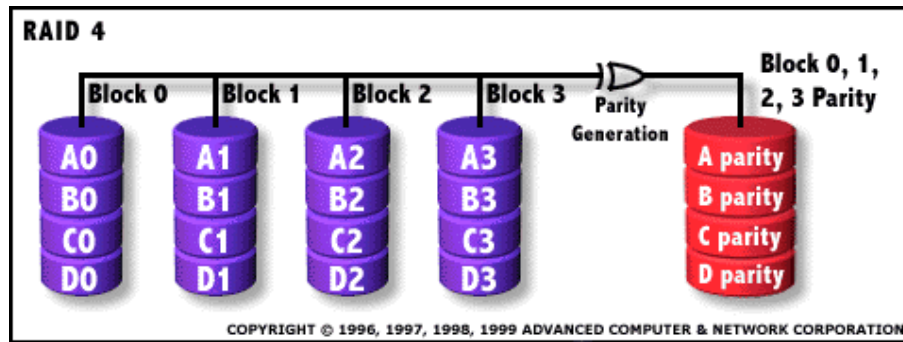 RAID 4
Block 0
Block 1
Block 2
Block 3
Parity
Generation
Block 0, 1,
2, 3 Parity
A0
A1
A2
A3
A parity
B0
B1
B2
B3
B parity
C0
C1
C2
C3
C parity
D0
D1
D2
D3
D parity
COPYRIGHT © 1996, 1997, 1998, 1999 ADVANCED COMPUTER & NETWORK CORPORATION